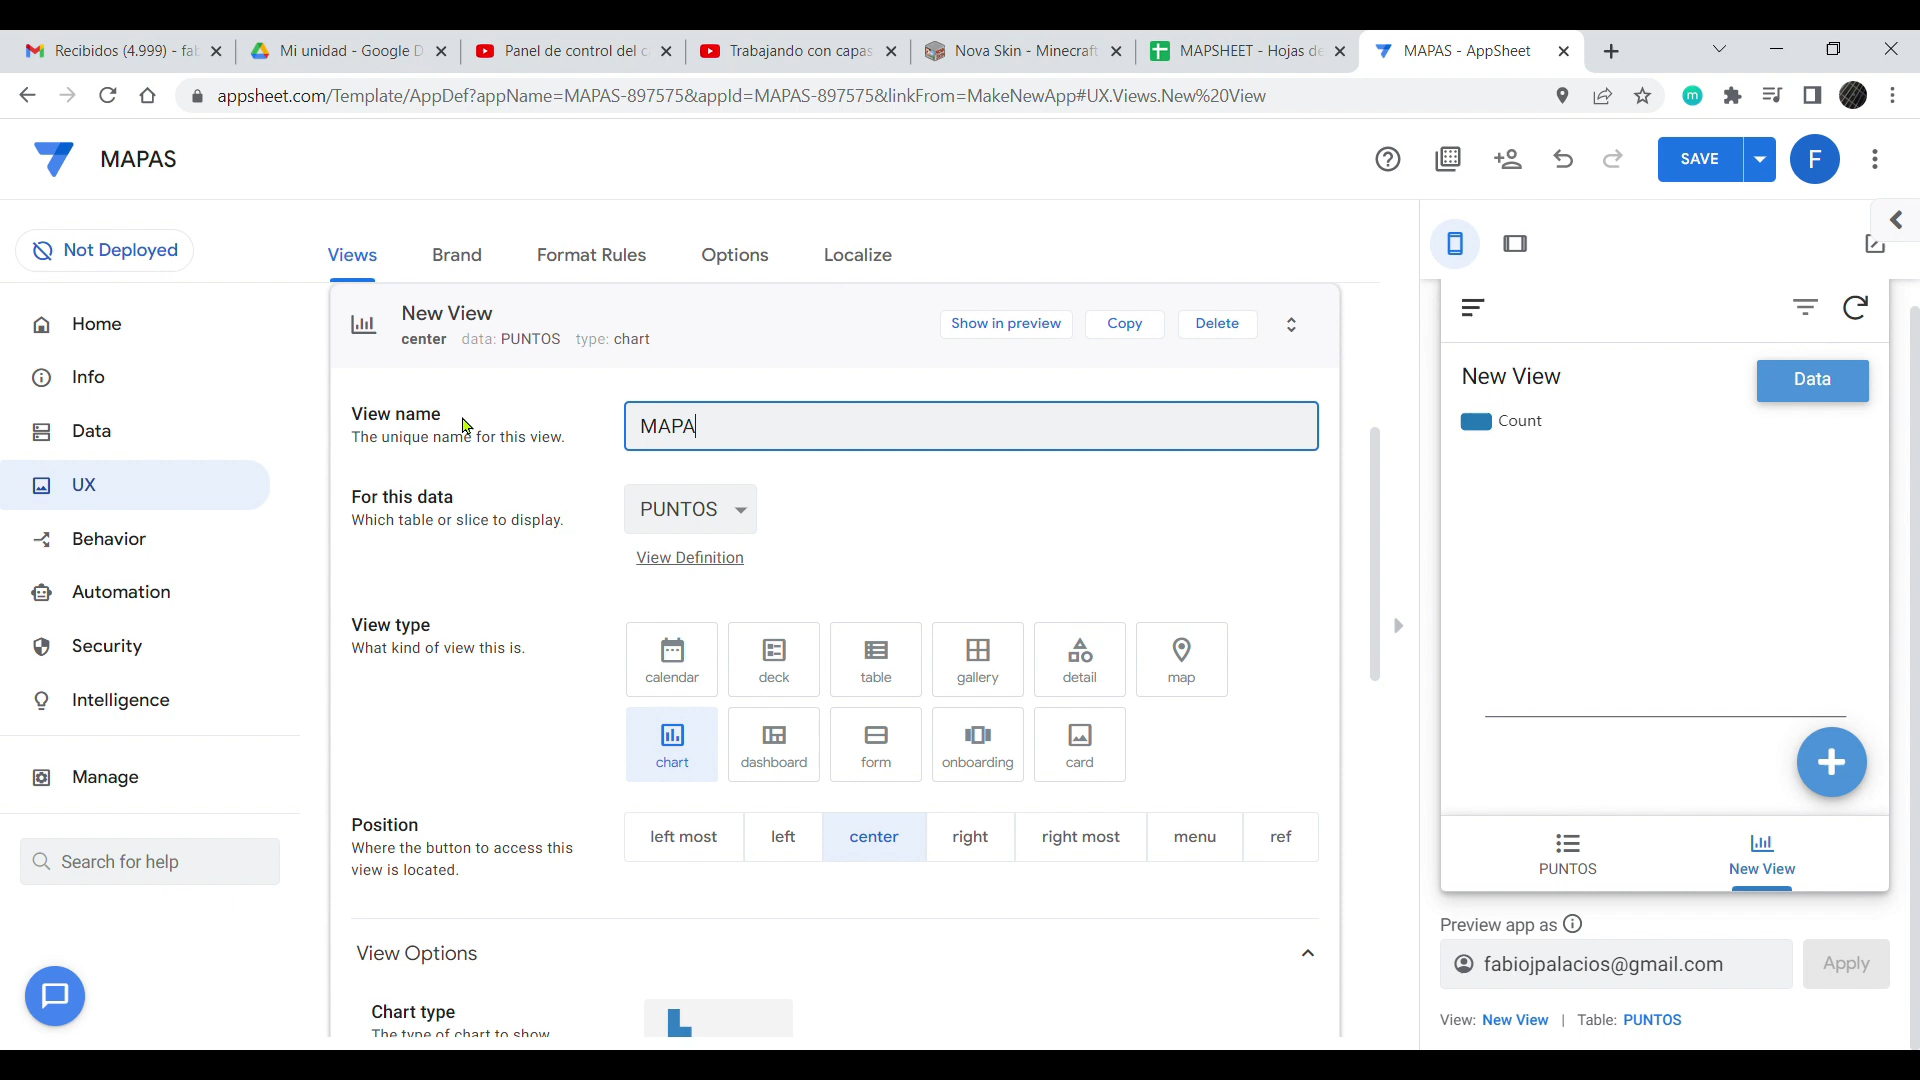 Recibidos (4.999) - fab
Mi unidad - Google D
Panel de control del c
Trabajando con capas
Nova Skin - Minecraft
MAPSHEET - Hojas de
MAPAS - AppSheet
appsheet.com/Template/AppDef?appName=MAPAS-897575&appId=MAPAS-897575&linkFrom=MakeNewApp#UX.Views.New%20View
m
MAPAS
SAVE
F
Not Deployed
Views
Brand
Format Rules
Options
Localize
Home
Info
Data
UX
Behavior
Automation
Security
Intelligence
Manage
Search for help
New View
center data: PUNTOS type: chart
Show in preview
Copy
Delete
View name
The unique name for this view.
MAPA
For this data
Which table or slice to display.
PUNTOS
View Definition
View type
What kind of view this is.
calendar
deck
table
gallery
detail
map
chart
dashboard
form
onboarding
card
Position
Where the button to access this
view is located.
left most
left
center
right
right most
menu
ref
View Options
Chart type
The type of chart to show
New View
Data
Count
PUNTOS
New View
Preview app as
fabiojpalacios@gmail.com
Apply
View: New View | Table: PUNTOS